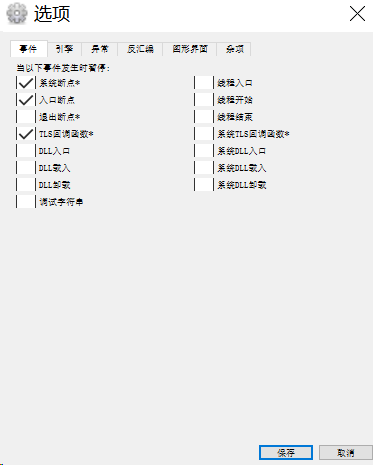 选项
事件 引擎 异常 反汇编 图形界面 杂项
当以下事件发生时暂停:
系统断点* 线程入口
入口断点 线程开始
退出断点* 线程结束
TLS回调函数* 系统TLS回调函数*
DLL入口 系统DLL入口
DLL载入 系统DLL载入
DLL卸载 系统DLL卸载
调试字符串
保存 取消